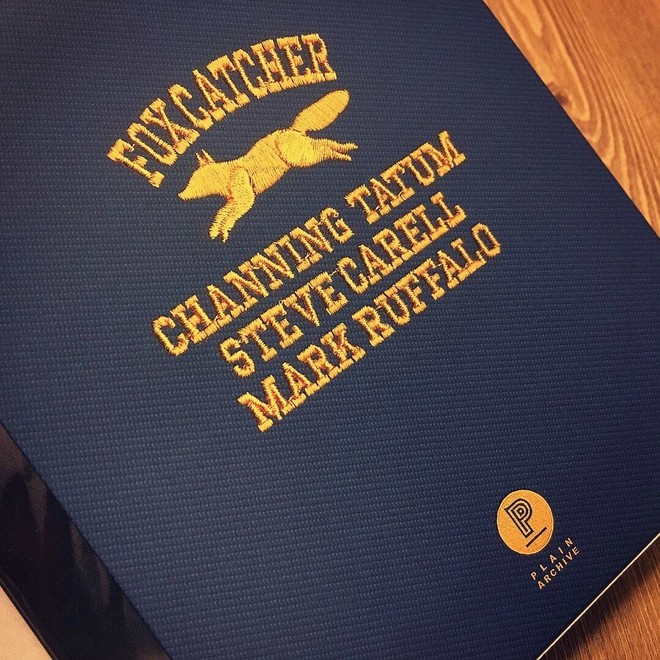 FOXCATCHER
CHANNING TATUM
STEVE CARELL
MARK RUFFALO
P
PLAIN
ARCHIVE